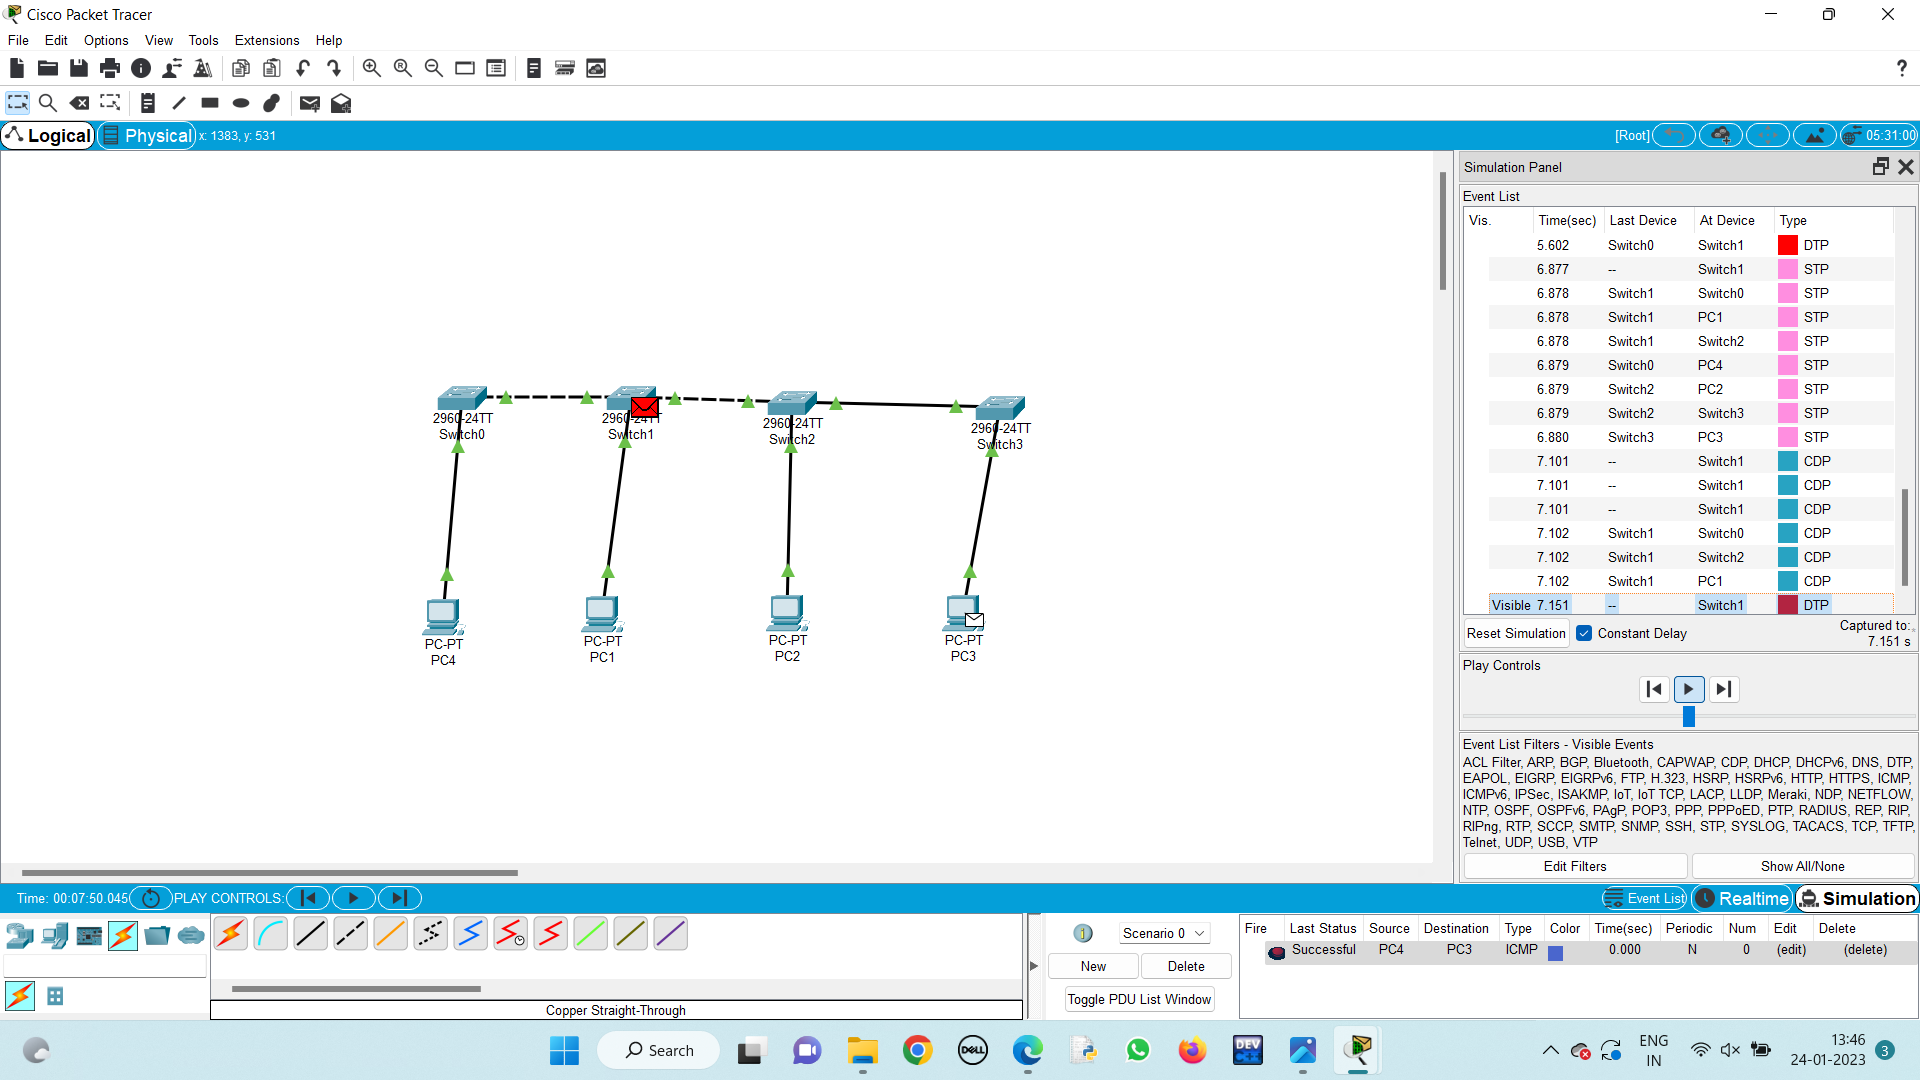 Cisco Packet Tracer
File Edit Options View Tools Extensions Help
Logical Physical x: 1383, y: 531 [Root] 05:31:00
Simulation Panel
Event List
Vis. Time(sec) Last Device At Device Type
5.602 Switch0 Switch1 DTP
6.877 -- Switch1 STP
6.878 Switch1 Switch0 STP
6.878 Switch1 PC1 STP
6.878 Switch1 Switch2 STP
6.879 Switch0 PC4 STP
6.879 Switch2 PC2 STP
6.879 Switch2 Switch3 STP
6.880 Switch3 PC3 STP
7.101 -- Switch1 CDP
7.101 -- Switch1 CDP
7.101 -- Switch1 CDP
7.102 Switch1 Switch0 CDP
7.102 Switch1 Switch2 CDP
7.102 Switch1 PC1 CDP
Visible 7.151 -- Switch1 DTP
Reset Simulation Constant Delay Captured to:
7.151 s
Play Controls
Event List Filters - Visible Events
ACL Filter, ARP, BGP, Bluetooth, CAPWAP, CDP, DHCP, DHCPv6, DNS, DTP,
EAPOL, EIGRP, EIGRPv6, FTP, H.323, HSRP, HSRPv6, HTTP, HTTPS, ICMP,
ICMPv6, IPSec, ISAKMP, IoT, IoT TCP, LACP, LLDP, Meraki, NDP, NETFLOW,
NTP, OSPF, OSPFv6, PAgP, POP3, PPP, PPPoED, PTP, RADIUS, REP, RIP,
RIPng, RTP, SCCP, SMTP, SNMP, SSH, STP, SYSLOG, TACACS, TCP, TFTP,
Telnet, UDP, USB, VTP
Edit Filters Show All/None
2960-24TT
Switch0
2960-24TT
Switch1
2960-24TT
Switch2
2960-24TT
Switch3
PC-PT
PC4
PC-PT
PC1
PC-PT
PC2
PC-PT
PC3
Time: 00:07:50.045 PLAY CONTROLS: Event List Realtime Simulation
Copper Straight-Through
1 Scenario 0
New Delete
Toggle PDU List Window
Fire Last Status Source Destination Type Color Time(sec) Periodic Num Edit Delete
Successful PC4 PC3 ICMP 0.000 N 0 (edit) (delete)
Search
DELL
DEV
C++
ENG
IN
13:46
24-01-2023
3